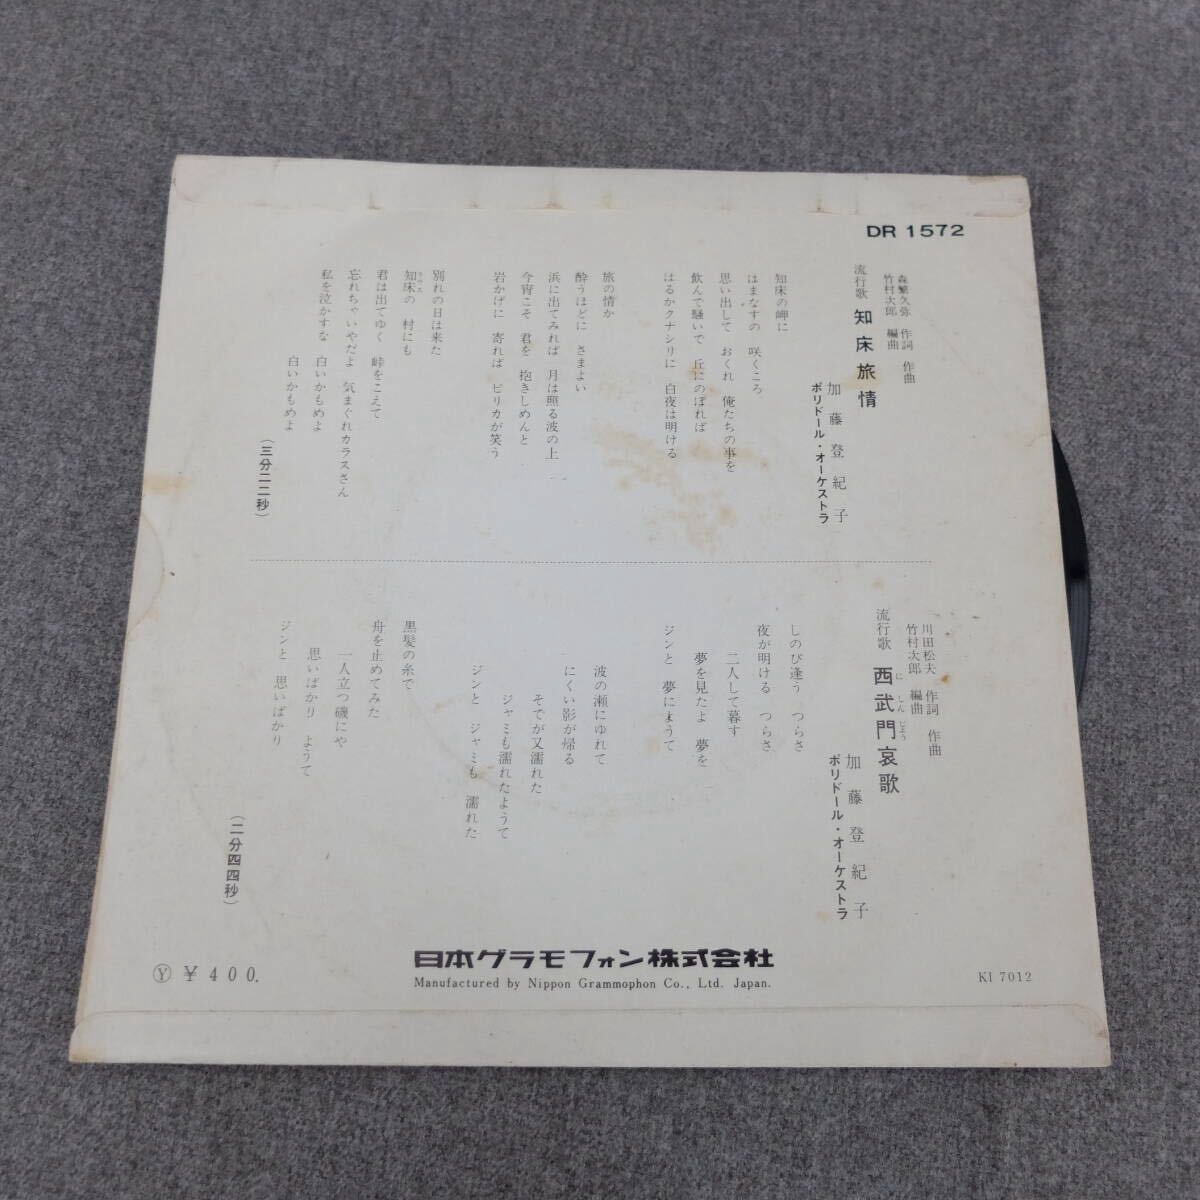 DR 1572
森繁久弥 作詞 作曲
竹村次郎 編曲
流行歌 知床旅情
加藤登紀子
ポリドール・オーケストラ
知床の岬に
はまなすの 咲くころ
思い出して おくれ 俺たちの事を
飲んで騒いで 丘にのぼれば
はるかクナシリに 白夜は明ける
旅の情か
酔うほどに さまよい
浜に出てみれば 月は照る波の上
今宵こそ 君を 抱きしめんと
岩かげに 寄れば ピリカが笑う
別れの日は来た
知床の 村にも
君は出てゆく 峠をこえて
忘れちゃいやだよ 気まぐれカラスさん
私を泣かすな 白いかもめよ
白いかもめよ
(三分二二秒)
川田松夫 作詞 作曲
竹村次郎 編曲
流行歌 西武門哀歌
にしんじょう
加藤登紀子
ポリドール・オーケストラ
しのび逢う つらさ
夜が明ける つらさ
二人して暮す
夢を見たよ 夢を
ジンと 夢にようて
波の瀬にゆれて
にくい影が帰る
そでが又濡れた
ジャミも濡れたようて
ジンと ジャミも 濡れた
黒髪の糸で
舟を止めてみた
一人立つ磯にや
思いばかり ようて
ジンと 思いばかり
(二分四四秒)
日本グラモフォン株式会社
Manufactured by Nippon Grammophon Co., Ltd. Japan.
Ⓨ ¥400.
KI 7012